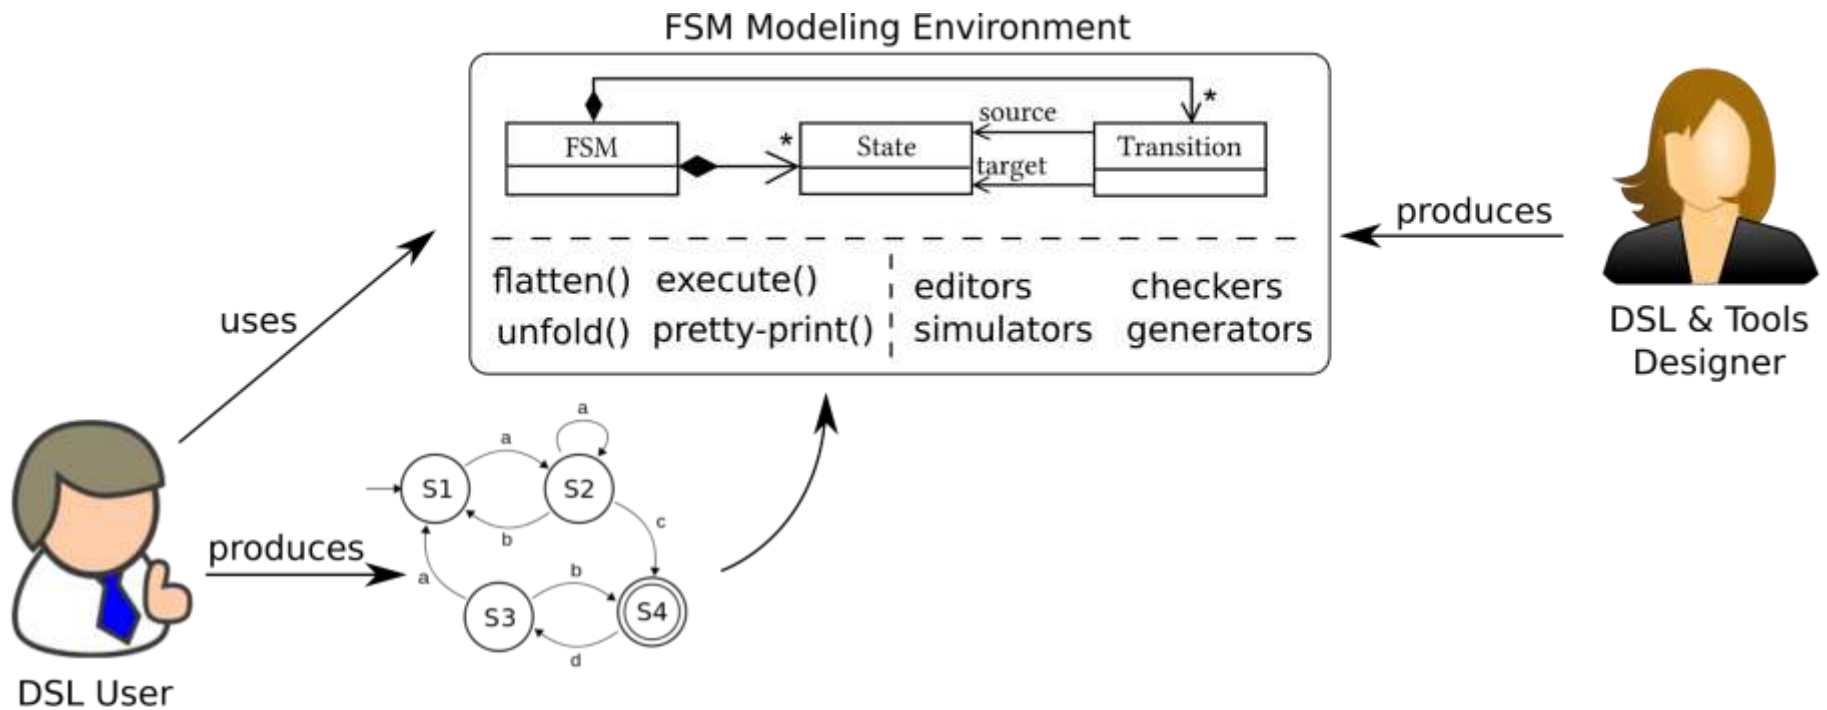 FSM Modeling Environment
*
source
*
FSM
State
Transition
target
produces
flatten() execute()
editors checkers
unfold() pretty-print()
simulators generators
uses
DSL & Tools
Designer
a
a
S1
S2
b
c
produces
a
b
S3
S4
d
DSL User